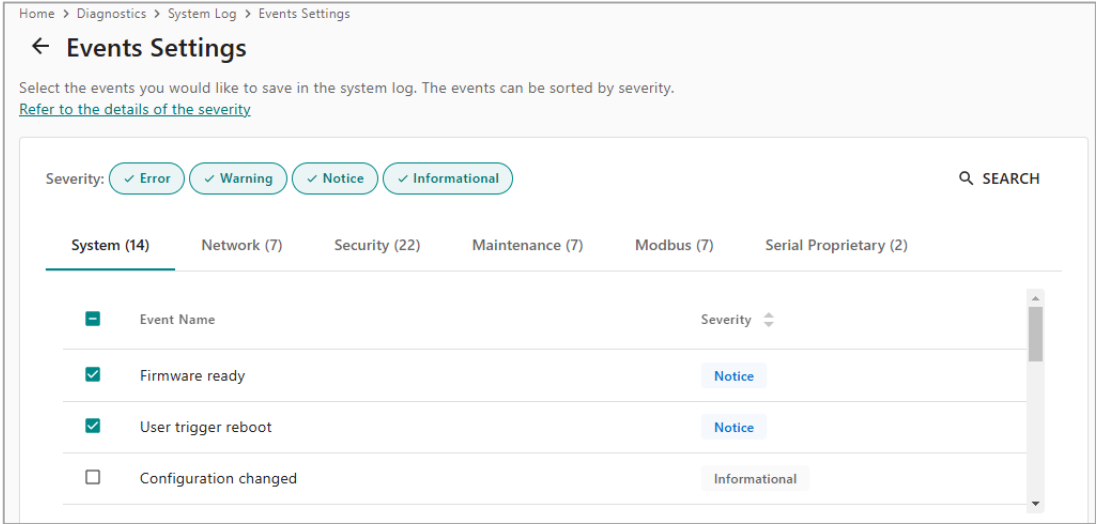 Home > Diagnostics > System Log > Events Settings
Events Settings
Select the events you would like to save in the system log. The events can be sorted by severity.
Refer to the details of the severity
Severity: Error Warning Notice Informational SEARCH
System (14) Network (7) Security (22) Maintenance (7) Modbus (7) Serial Proprietary (2)
Event Name Severity
Firmware ready Notice
User trigger reboot Notice
Configuration changed Informational